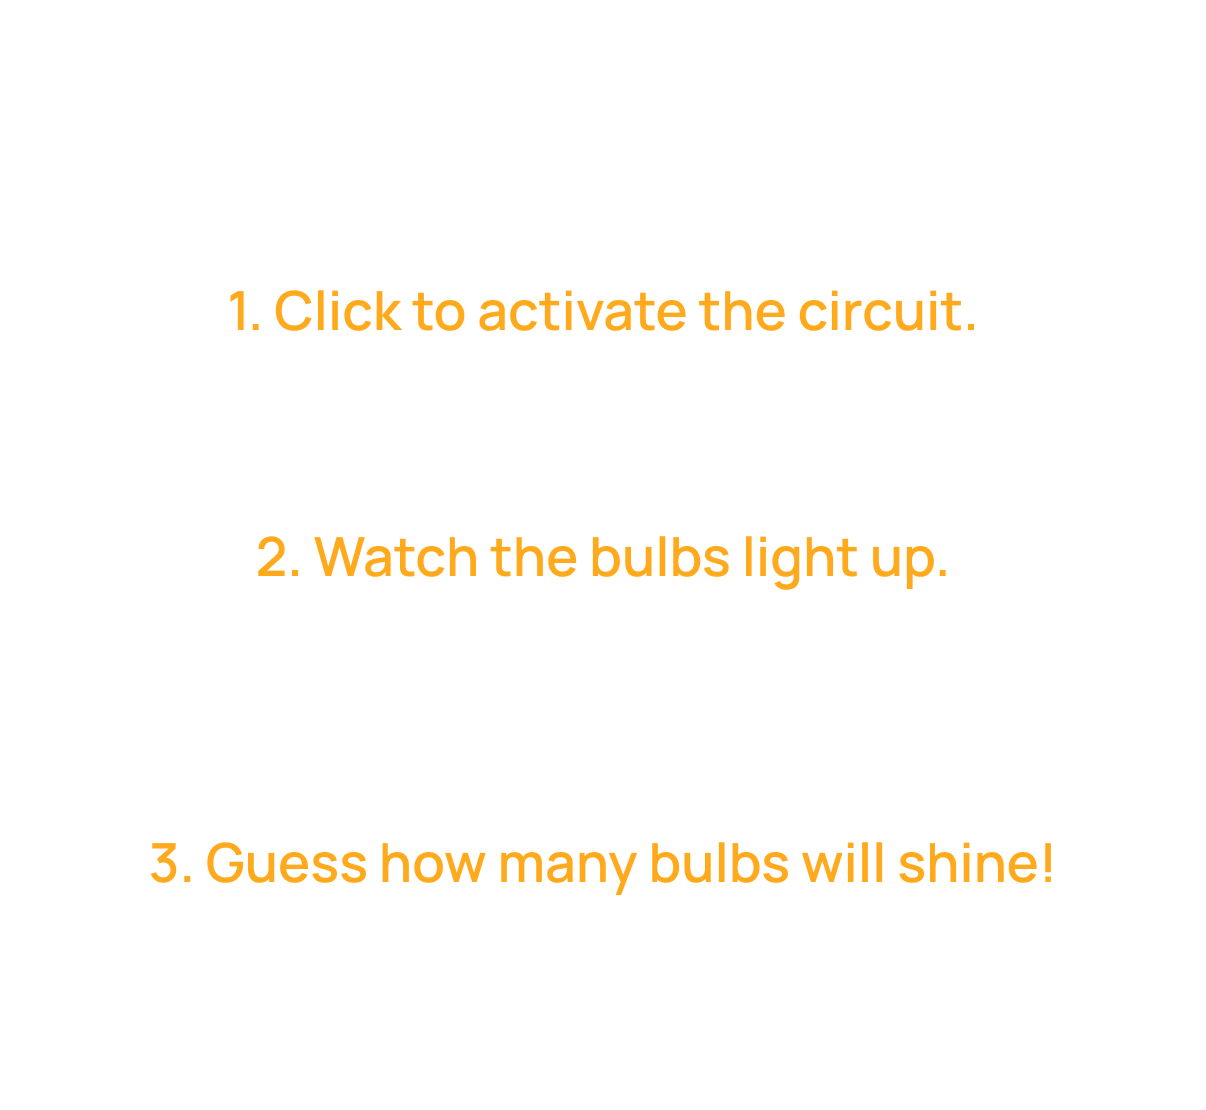 1. Click to activate the circuit.
2. Watch the bulbs light up.
3. Guess how many bulbs will shine!